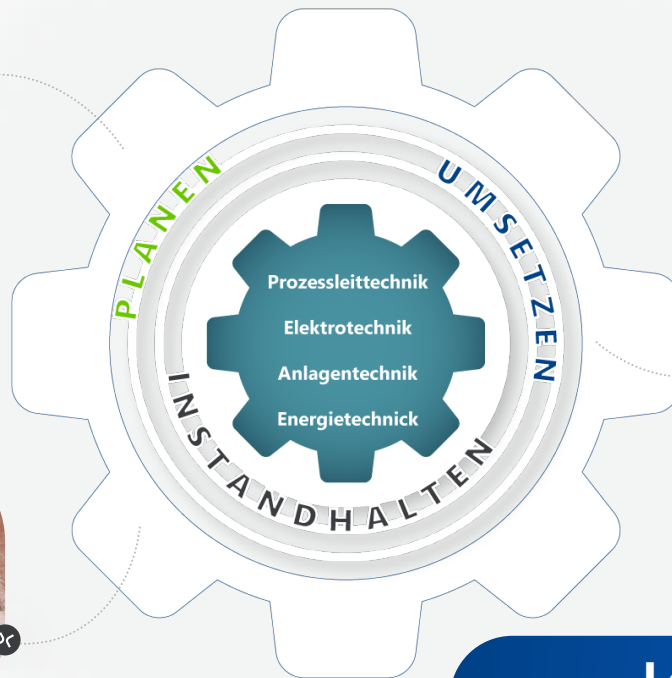 PLANEN
UMSETZEN
Prozessleittechnik
Elektrotechnik
Anlagentechnik
Energietechnick
INSTANDHALTEN